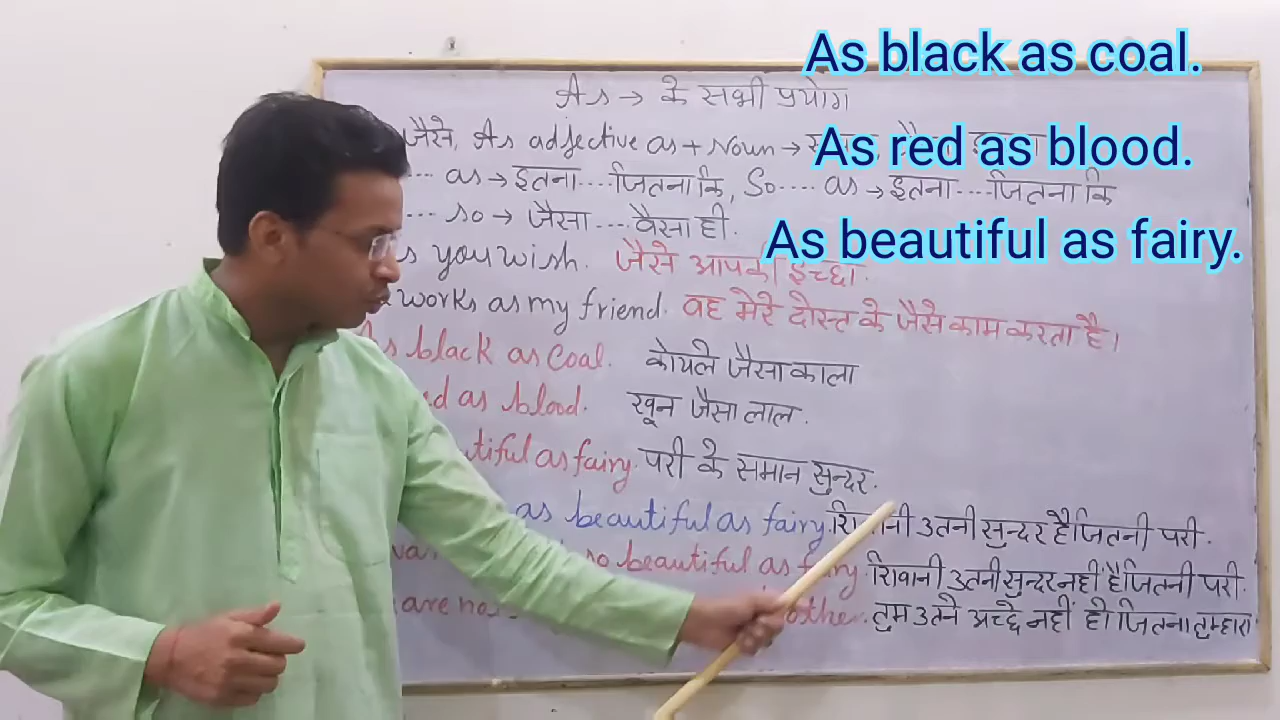 As black as coal.
As → के सभी प्रयोग
जैसे, As adjective as + Noun →
As red as blood.
.... as → इतना....जितना कि, So.... as → इतना....जितना कि
.... so → जैसा....वैसा ही.
As beautiful as fairy.
you wish. जैसे आपकी इच्छा.
works as my friend. वह मेरे दोस्त के जैसे काम करता है।
As black as coal. कोयले जैसा काला
as blood. खून जैसा लाल.
as fairy. परी के समान सुन्दर.
as beautiful as fairy. उतनी सुन्दर है जितनी परी.
so beautiful as शिवानी उतनी सुन्दर नहीं है जितनी परी.
are तुम उतने अच्छे नहीं हो जितना तुम्हारा